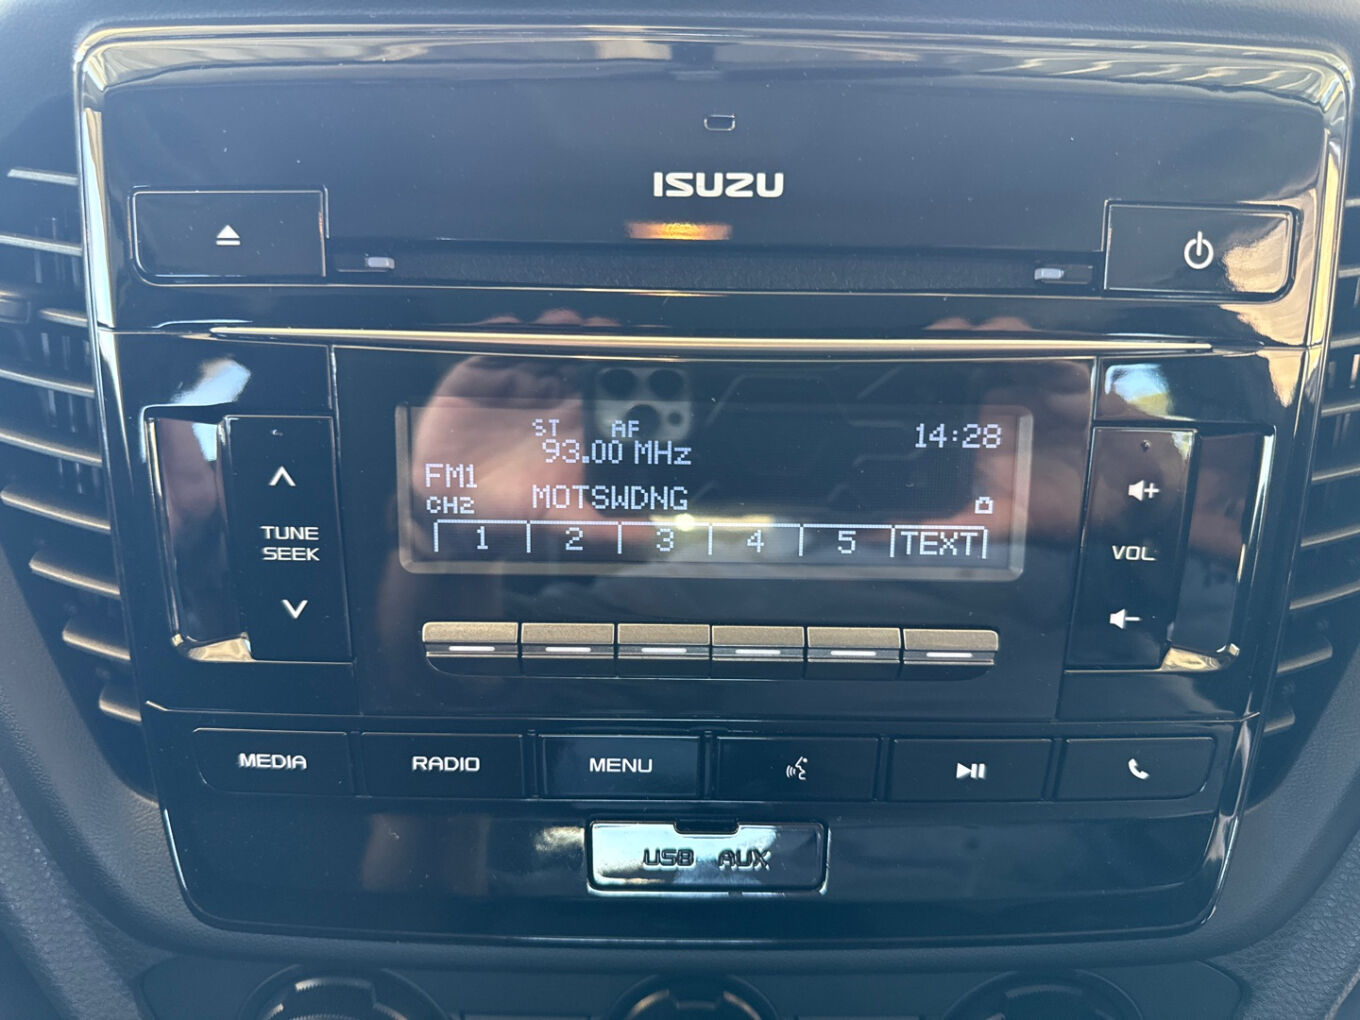 ISUZU
ST AF
93.00 MHz
14:28
FM1
CH2
MOTSWDNG
1 2 3 4 5 TEXT
TUNE
SEEK
VOL
MEDIA RADIO MENU
USB AUX